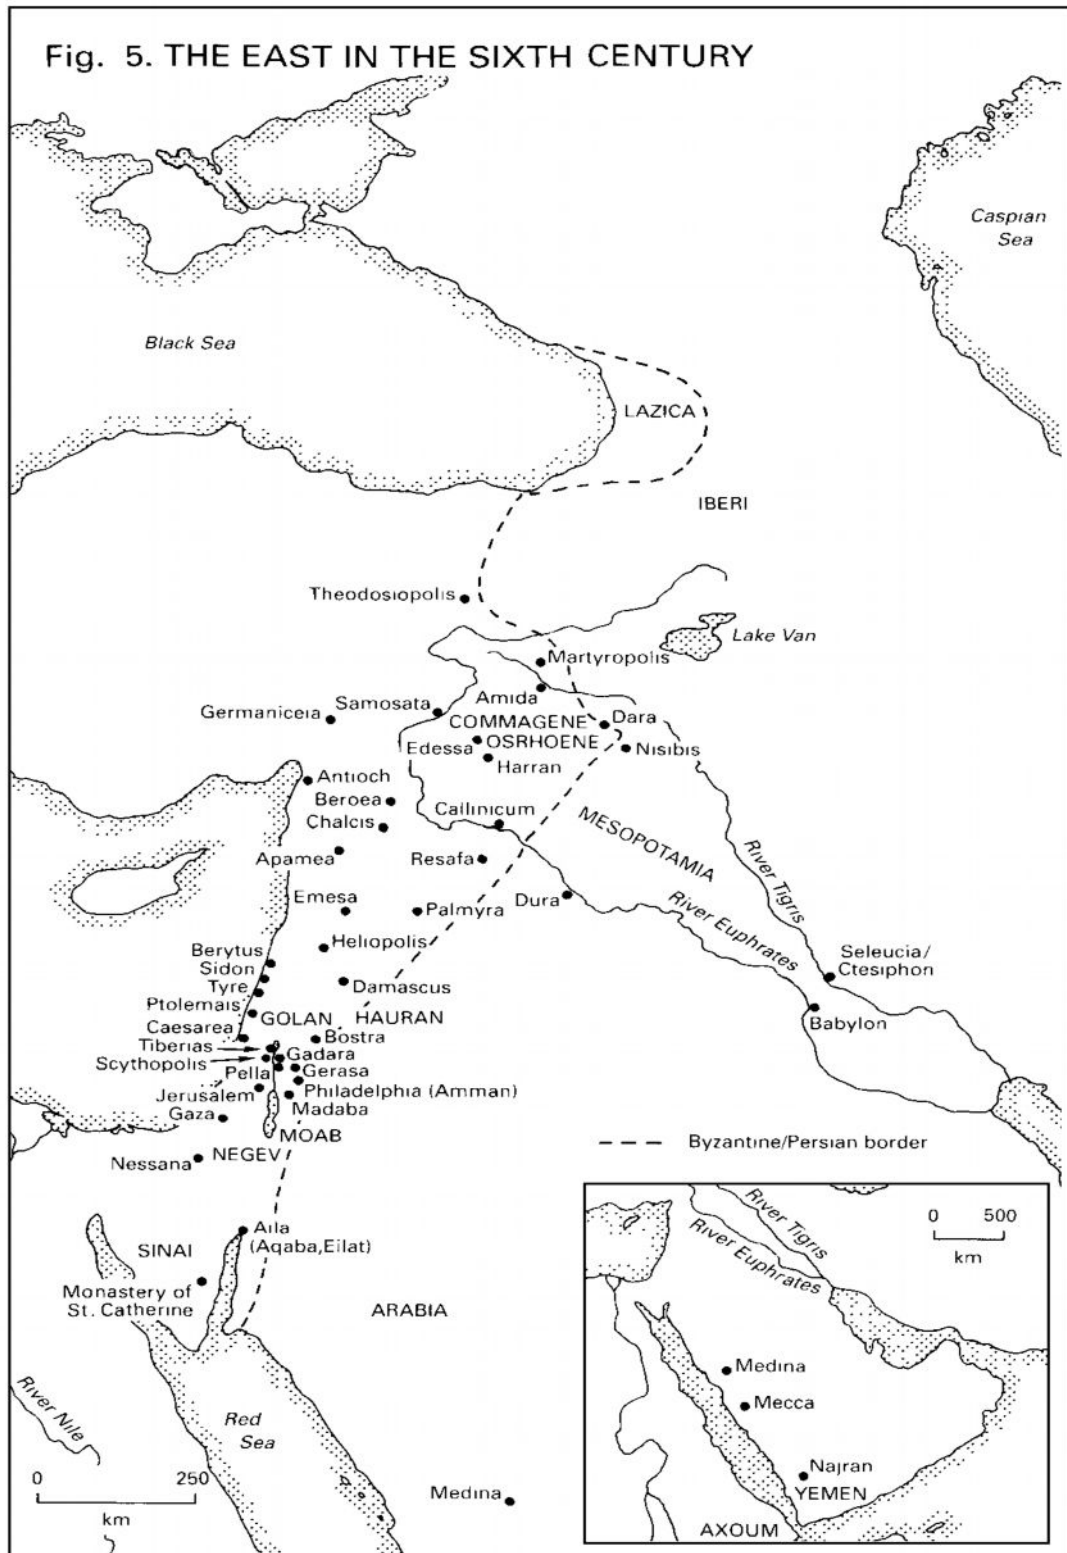 Fig. 5. THE EAST IN THE SIXTH CENTURY
Caspian
Sea
Black Sea
LAZICA
IBERI
Theodosiopolis
Lake Van
Martyropolis
Amida
Samosata
Germaniceia
COMMAGENE
Dara
OSRHOENE
Edessa
Nisibis
Harran
Antioch
Beroea
Callinicum
Chalcis
MESOPOTAMIA
Apamea
Resafa
River Tigris
Emesa
Palmyra
Dura
River Euphrates
Heliopolis
Berytus
Sidon
Seleucia/
Ctesiphon
Tyre
Damascus
Ptolemais
GOLAN
HAURAN
Babylon
Caesarea
Bostra
Tiberias
Gadara
Scythopolis
Pella
Gerasa
Jerusalem
Philadelphia (Amman)
Madaba
Gaza
MOAB
Byzantine/Persian border
Nessana
NEGEV
Aila
(Aqaba,Eilat)
SINAI
Monastery of
St. Catherine
ARABIA
River Nile
Red
Sea
0 250
km
Medina
River Tigris
River Euphrates
0 500
km
Medina
Mecca
Najran
YEMEN
AXOUM